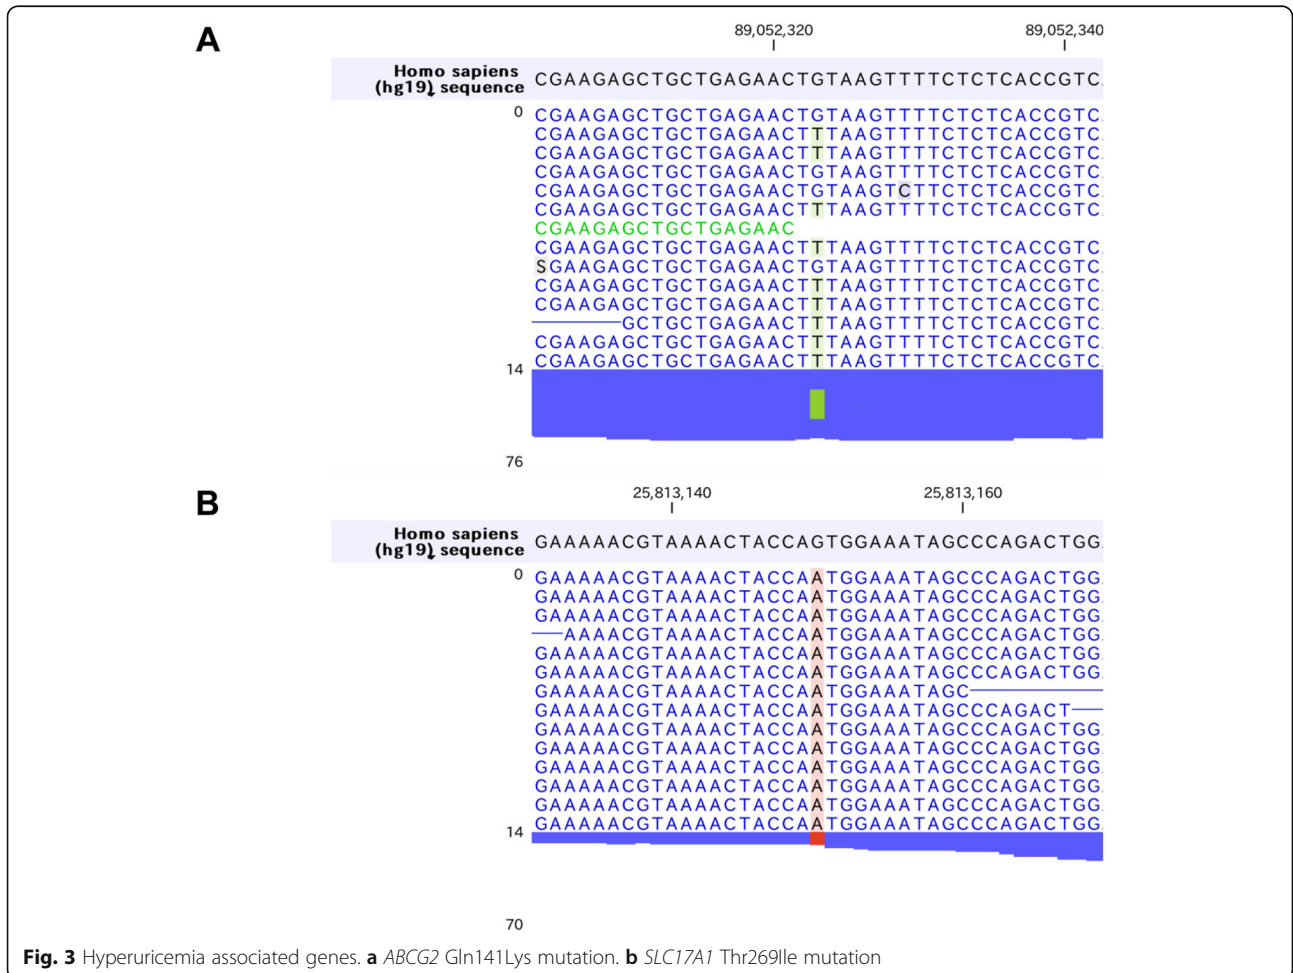 A
89,052,320 89,052,340
Homo sapiens
(hg19) sequence
CGAAGAGCTGCTGAGAACTGTAAGTTTTCTCTCACCGTC
0
CGAAGAGCTGCTGAGAACTGTAAGTTTTCTCTCACCGTC
CGAAGAGCTGCTGAGAACTTTAAGTTTTCTCTCACCGTC
CGAAGAGCTGCTGAGAACTTTAAGTTTTCTCTCACCGTC
CGAAGAGCTGCTGAGAACTGTAAGTTTTCTCTCACCGTC
CGAAGAGCTGCTGAGAACTGTAAGTCTTCTCTCACCGTC
CGAAGAGCTGCTGAGAACTTTAAGTTTTCTCTCACCGTC
CGAAGAGCTGCTGAGAAC
CGAAGAGCTGCTGAGAACTTTAAGTTTTCTCTCACCGTC
SGAAGAGCTGCTGAGAACTGTAAGTTTTCTCTCACCGTC
CGAAGAGCTGCTGAGAACTTTAAGTTTTCTCTCACCGTC
CGAAGAGCTGCTGAGAACTTTAAGTTTTCTCTCACCGTC
GCTGCTGAGAACTTTAAGTTTTCTCTCACCGTC
CGAAGAGCTGCTGAGAACTTTAAGTTTTCTCTCACCGTC
CGAAGAGCTGCTGAGAACTTTAAGTTTTCTCTCACCGTC
14
76
B
25,813,140 25,813,160
Homo sapiens
(hg19) sequence
GAAAAACGTAAAACTACCAGTGGAAATAGCCCAGACTGG
0
GAAAAACGTAAAACTACCAATGGAAATAGCCCAGACTGG
GAAAAACGTAAAACTACCAATGGAAATAGCCCAGACTGG
GAAAAACGTAAAACTACCAATGGAAATAGCCCAGACTGG
AAAACGTAAAACTACCAATGGAAATAGCCCAGACTGG
GAAAAACGTAAAACTACCAATGGAAATAGCCCAGACTGG
GAAAAACGTAAAACTACCAATGGAAATAGCCCAGACTGG
GAAAAACGTAAAACTACCAATGGAAATAGC
GAAAAACGTAAAACTACCAATGGAAATAGCCCAGACT
GAAAAACGTAAAACTACCAATGGAAATAGCCCAGACTGG
GAAAAACGTAAAACTACCAATGGAAATAGCCCAGACTGG
GAAAAACGTAAAACTACCAATGGAAATAGCCCAGACTGG
GAAAAACGTAAAACTACCAATGGAAATAGCCCAGACTGG
GAAAAACGTAAAACTACCAATGGAAATAGCCCAGACTGG
GAAAAACGTAAAACTACCAATGGAAATAGCCCAGACTGG
14
70
Fig. 3 Hyperuricemia associated genes. a ABCG2 Gln141Lys mutation. b SLC17A1 Thr269Ile mutation